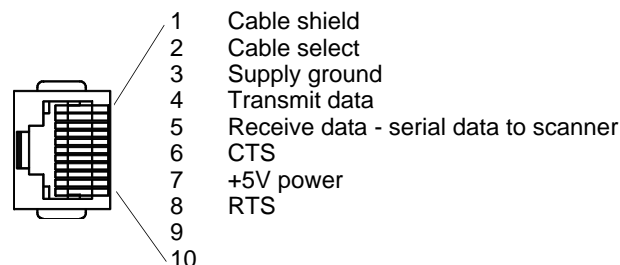 1 Cable shield
2 Cable select
3 Supply ground
4 Transmit data
5 Receive data - serial data to scanner
6 CTS
7 +5V power
8 RTS
9
10